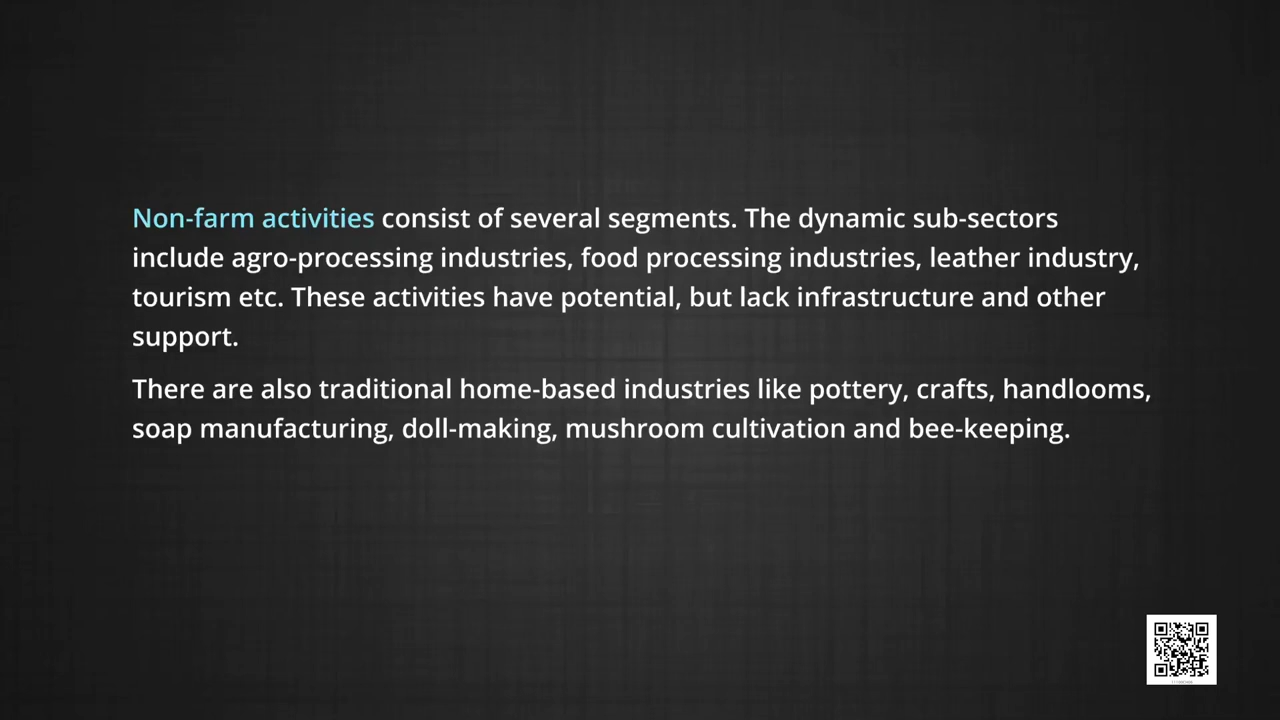 Non-farm activities consist of several segments. The dynamic sub-sectors
include agro-processing industries, food processing industries, leather industry,
tourism etc. These activities have potential, but lack infrastructure and other
support.
There are also traditional home-based industries like pottery, crafts, handlooms,
soap manufacturing, doll-making, mushroom cultivation and bee-keeping.